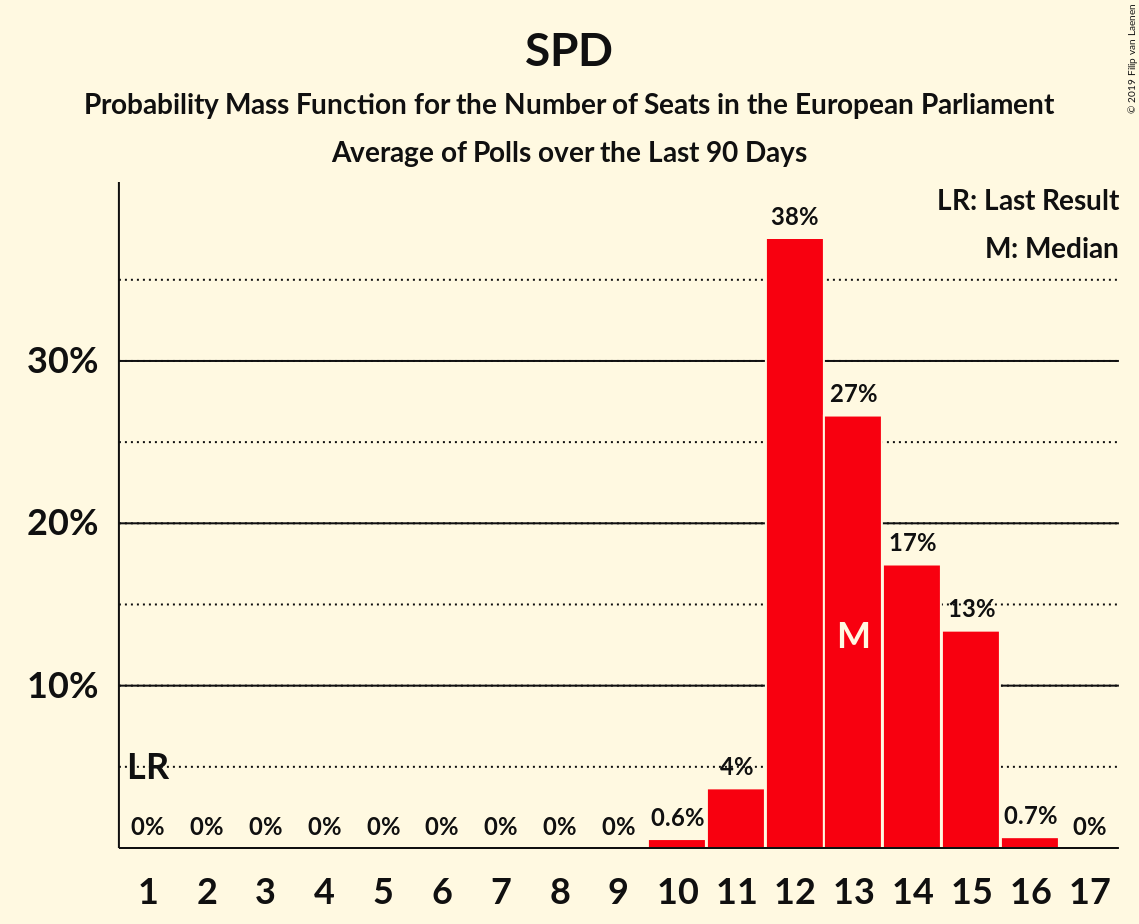 SPD
Probability Mass Function for the Number of Seats in the European Parliament
Average of Polls over the Last 90 Days
© 2019 Filip van Laenen
LR: Last Result
M: Median
38%
30%
27%
20%
17%
13%
M
10%
LR
4%
0% 0% 0% 0% 0% 0% 0% 0% 0% 0.6% 0.7% 0%
1 2 3 4 5 6 7 8 9 10 11 12 13 14 15 16 17